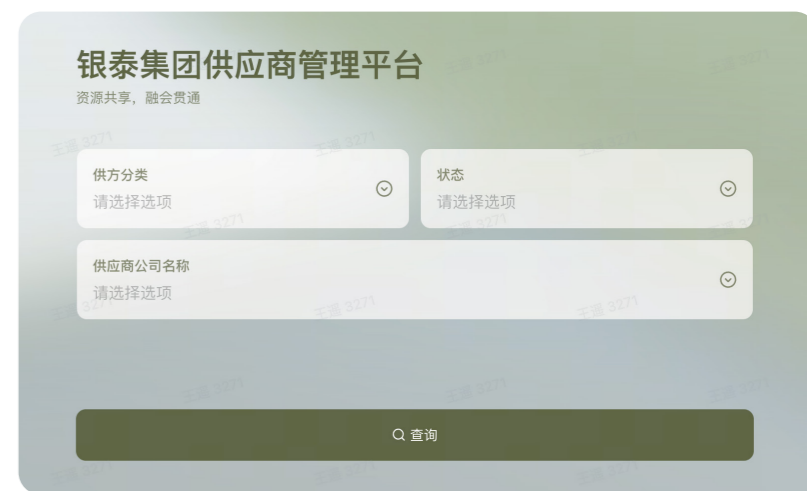 银泰集团供应商管理平台
资源共享，融会贯通
供方分类
请选择选项
状态
请选择选项
供应商公司名称
请选择选项
查询